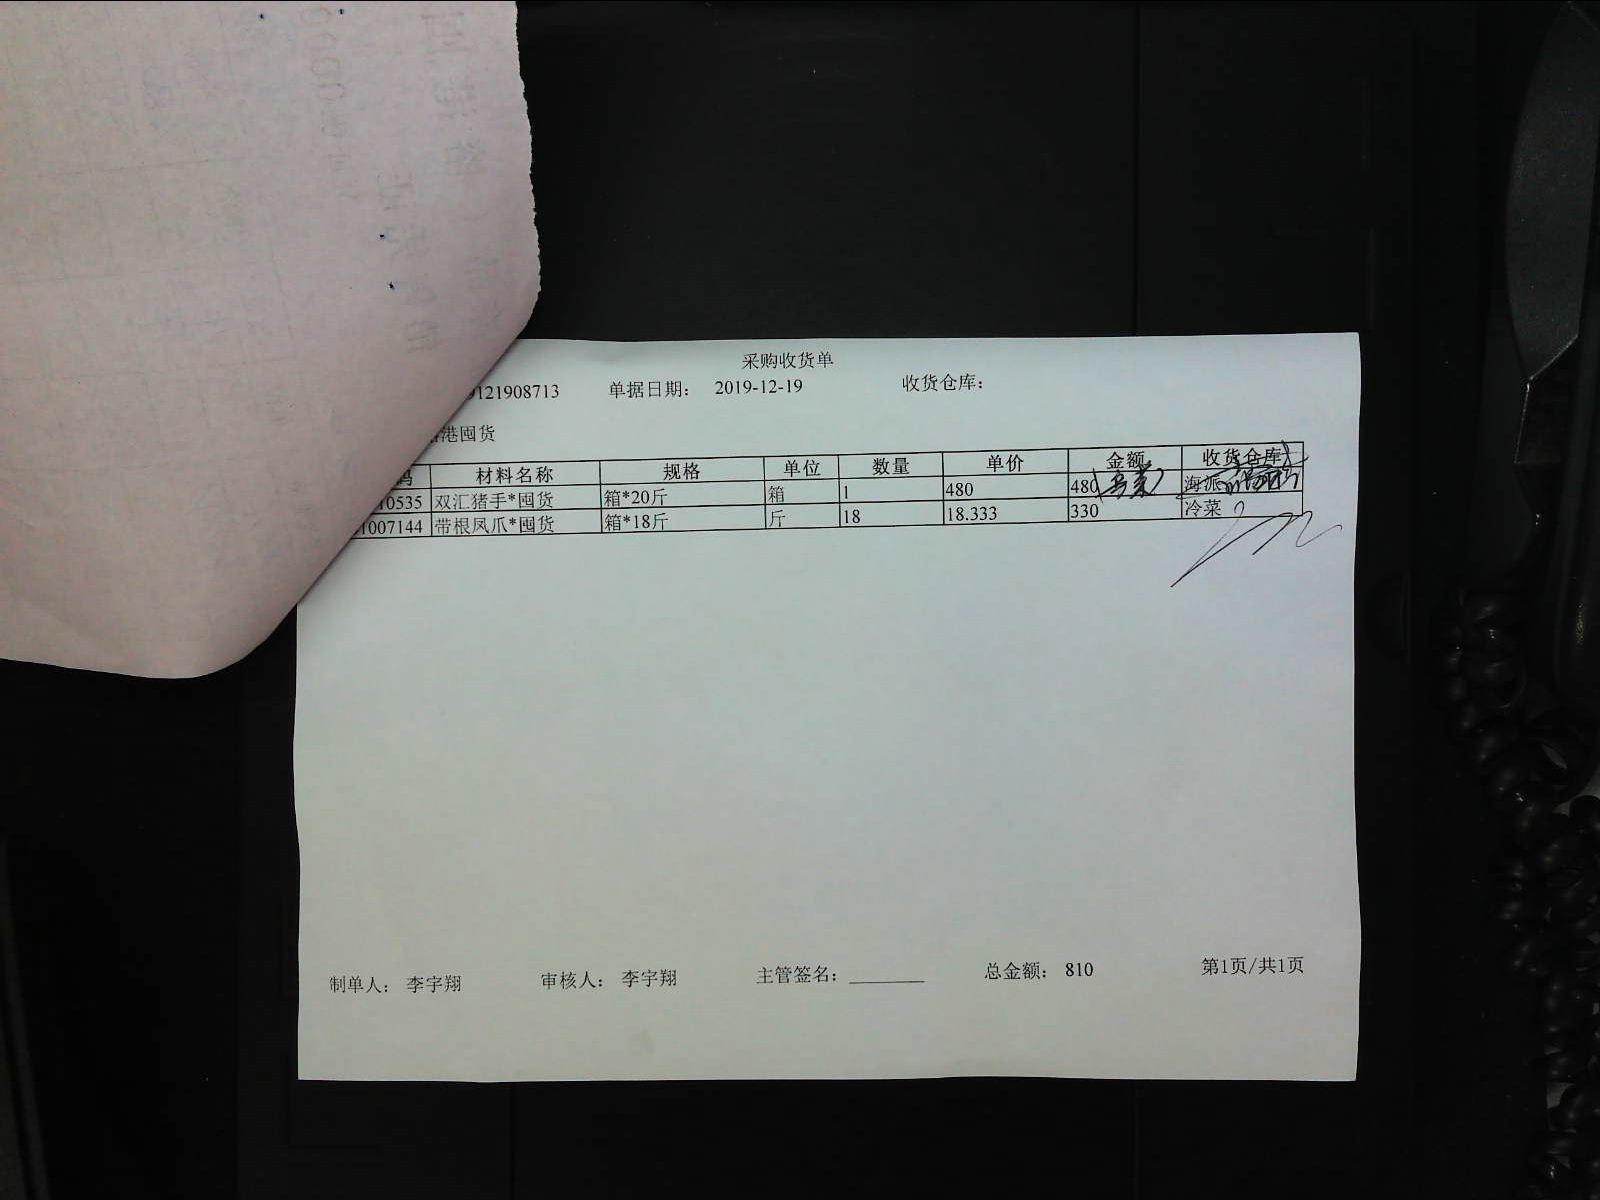 采购收货单
9121908713 单据日期： 2019-12-19 收货仓库：
港囤货
码 材料名称 规格 单位 数量 单价 金额 收货仓库
10535 双汇猪手*囤货 箱*20斤 箱 1 480 480 海派
1007144 带根凤爪*囤货 箱*18斤 斤 18 18.333 330 冷菜
制单人： 李宇翔 审核人： 李宇翔 主管签名： 总金额： 810 第1页/共1页